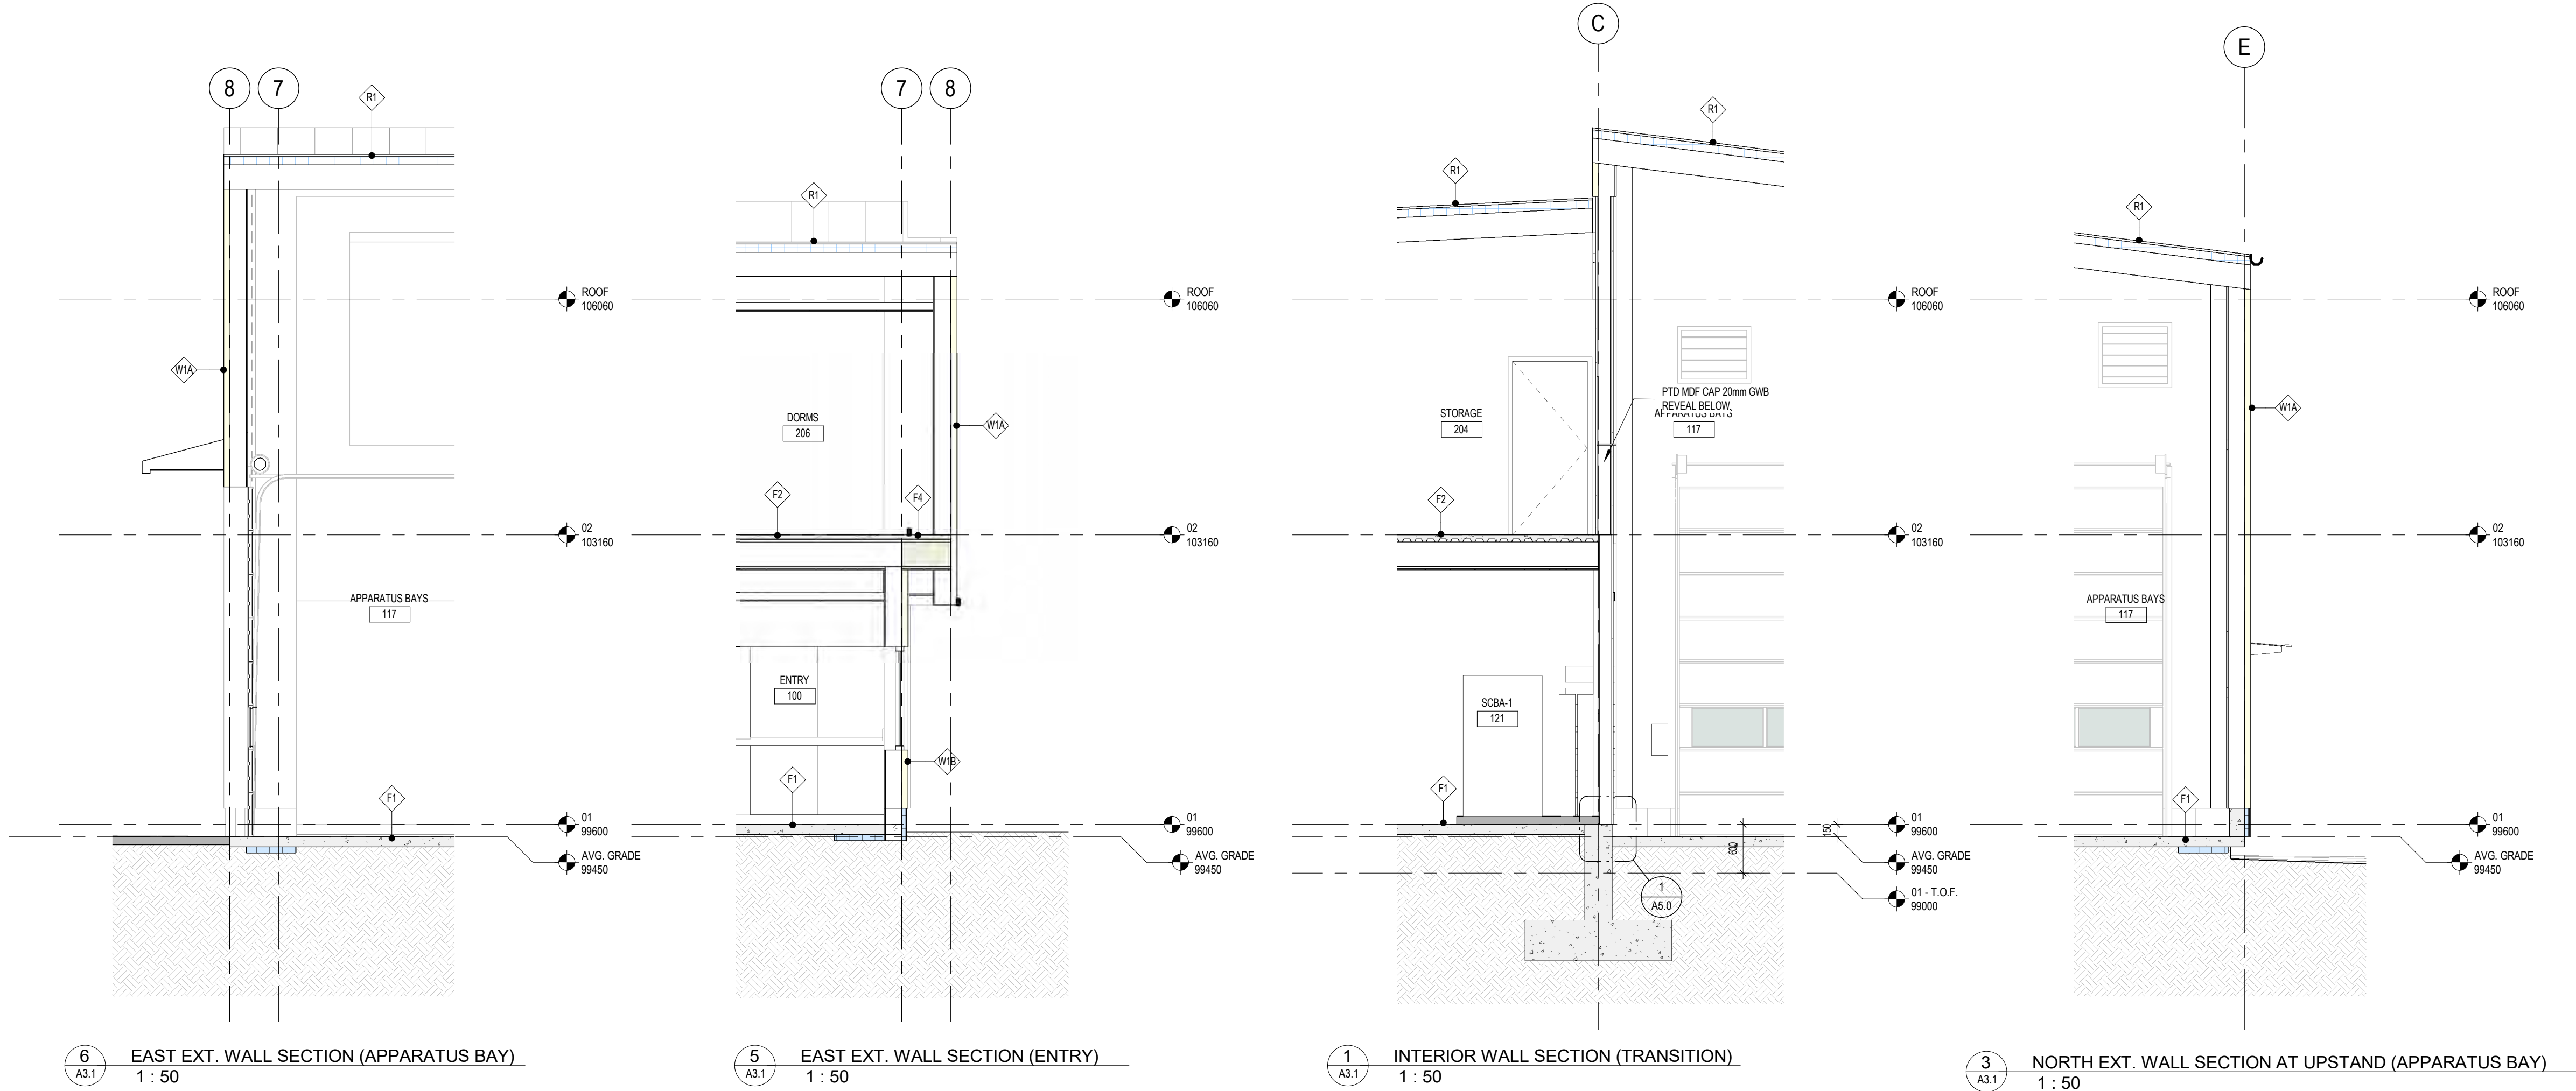 8
7
R1
ROOF
106060
W1A
02
103160
APPARATUS BAYS
117
F1
01
99600
AVG. GRADE
99450
6
A3.1
EAST EXT. WALL SECTION (APPARATUS BAY)
1 : 50
7
8
R1
ROOF
106060
DORMS
206
W1A
F2
F4
02
103160
ENTRY
100
W1B
F1
01
99600
AVG. GRADE
99450
5
A3.1
EAST EXT. WALL SECTION (ENTRY)
1 : 50
C
R1
R1
ROOF
106060
PTD MDF CAP 20mm GWB
REVEAL BELOW,
APPARATUS BAYS
117
STORAGE
204
F2
02
103160
SCBA-1
121
F1
150
600
01
99600
AVG. GRADE
99450
01 - T.O.F.
99000
1
A5.0
1
A3.1
INTERIOR WALL SECTION (TRANSITION)
1 : 50
E
R1
ROOF
106060
W1A
02
103160
APPARATUS BAYS
117
F1
01
99600
AVG. GRADE
99450
3
A3.1
NORTH EXT. WALL SECTION AT UPSTAND (APPARATUS BAY)
1 : 50